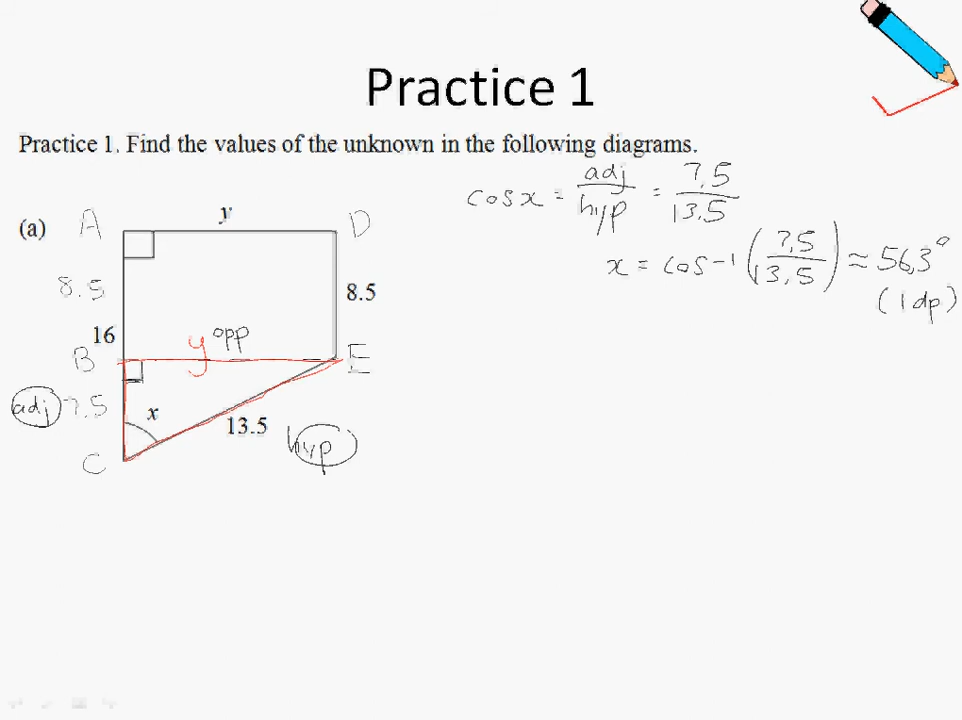 Practice 1
Practice 1. Find the values of the unknown in the following diagrams.
cos x = adj/hyp = 7.5/13.5
x = cos-1 (7.5/13.5) ≈ 56.3° (1dp)
(a)
A
y
D
8.5
8.5
16
y
opp
B
E
adj
7.5
x
13.5
hyp
C